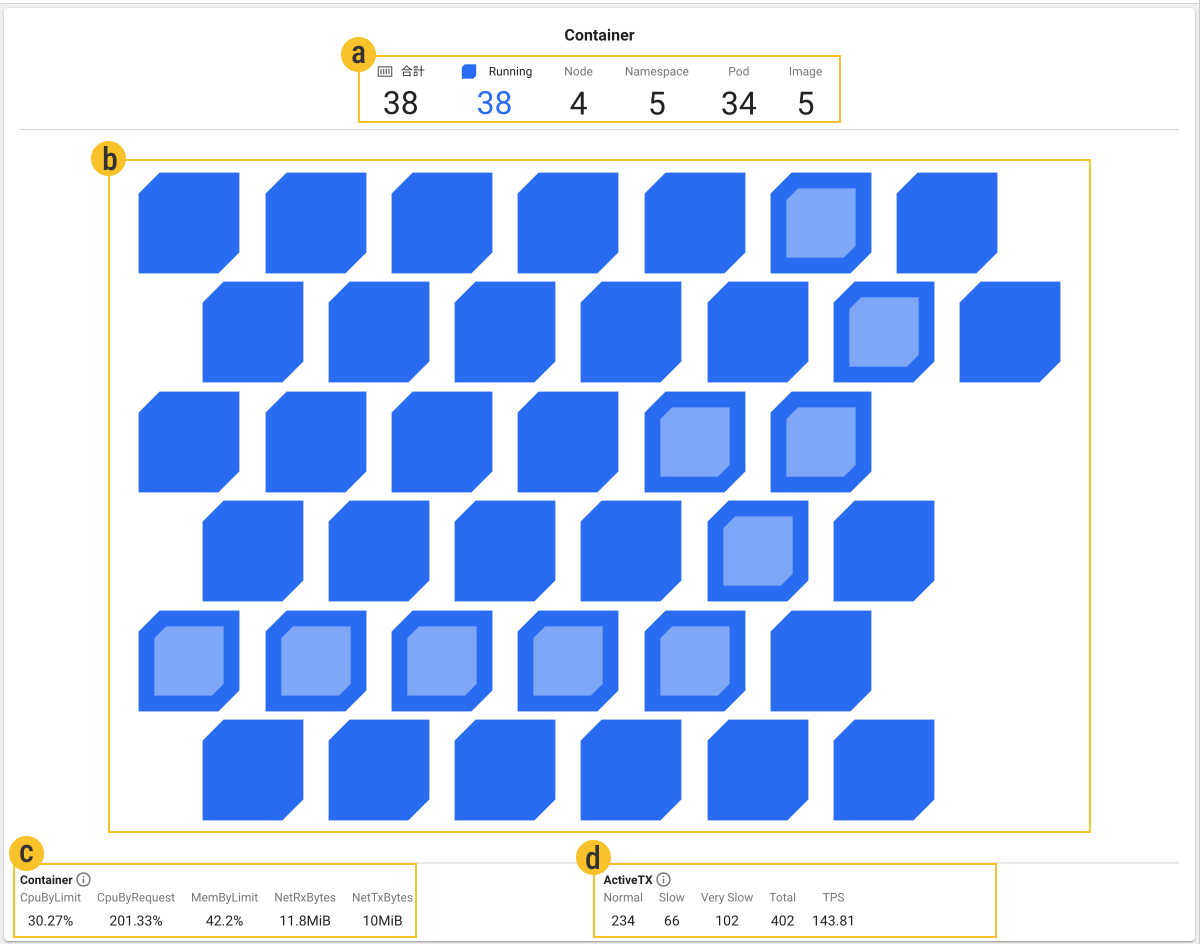 Container
a
合計 Running Node Namespace Pod Image
38 38 4 5 34 5
b
c
Container
CpuByLimit CpuByRequest MemByLimit NetRxBytes NetTxBytes
30.27% 201.33% 42.2% 11.8MiB 10MiB
d
ActiveTX
Normal Slow Very Slow Total TPS
234 66 102 402 143.81